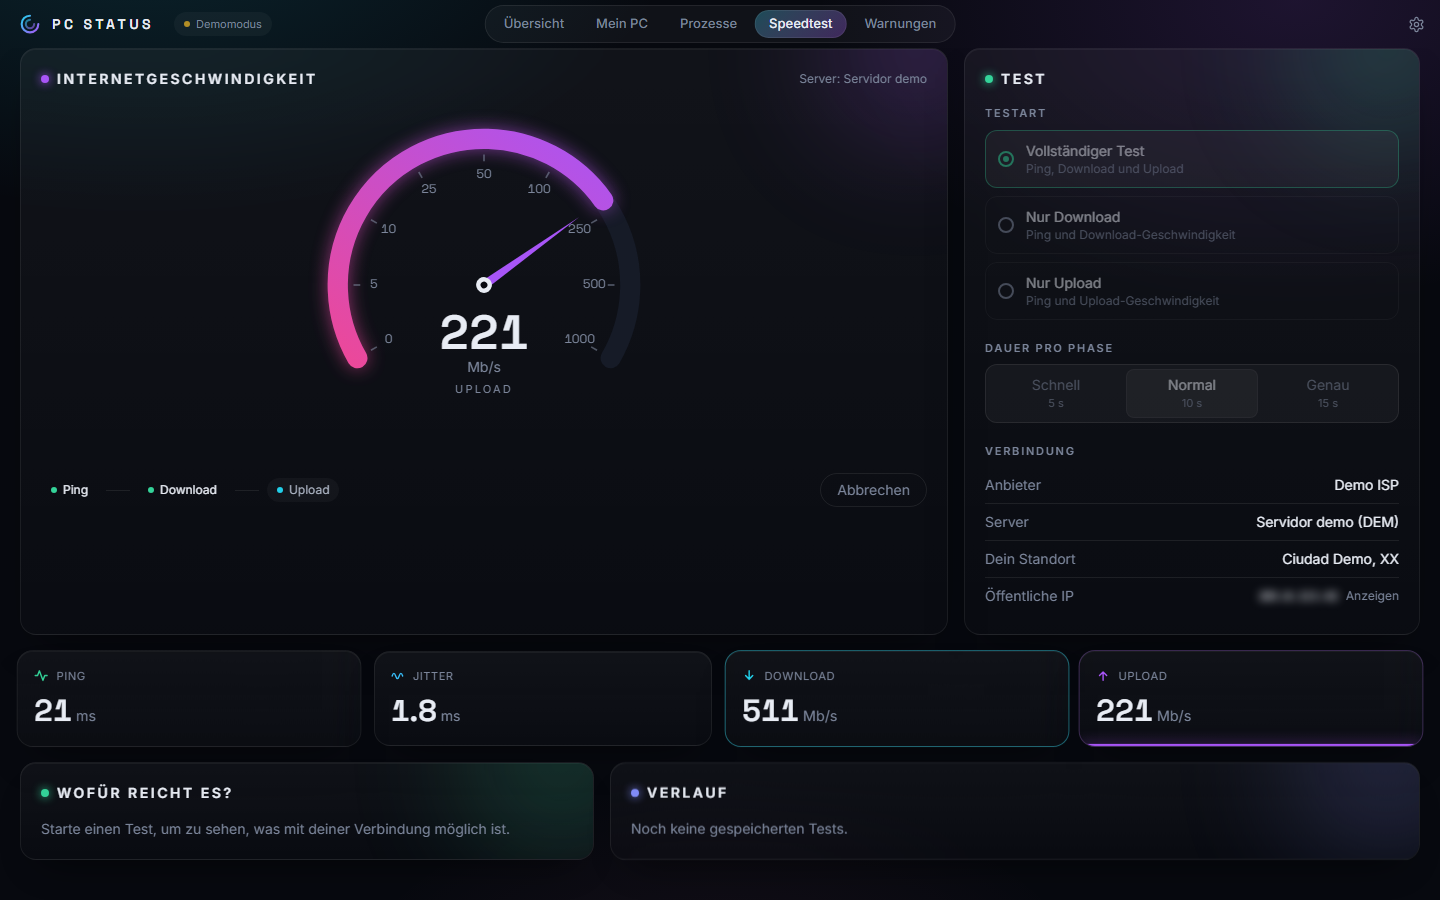 PC STATUS
Demomodus
Übersicht
Mein PC
Prozesse
Speedtest
Warnungen
INTERNETGESCHWINDIGKEIT
Server: Servidor demo
0
5
10
25
50
100
250
500
1000
221
Mb/s
UPLOAD
Ping
Download
Upload
Abbrechen
TEST
TESTART
Vollständiger Test
Ping, Download und Upload
Nur Download
Ping und Download-Geschwindigkeit
Nur Upload
Ping und Upload-Geschwindigkeit
DAUER PRO PHASE
Schnell
5 s
Normal
10 s
Genau
15 s
VERBINDUNG
Anbieter Demo ISP
Server Servidor demo (DEM)
Dein Standort Ciudad Demo, XX
Öffentliche IP Anzeigen
PING
21 ms
JITTER
1.8 ms
DOWNLOAD
511 Mb/s
UPLOAD
221 Mb/s
WOFÜR REICHT ES?
Starte einen Test, um zu sehen, was mit deiner Verbindung möglich ist.
VERLAUF
Noch keine gespeicherten Tests.